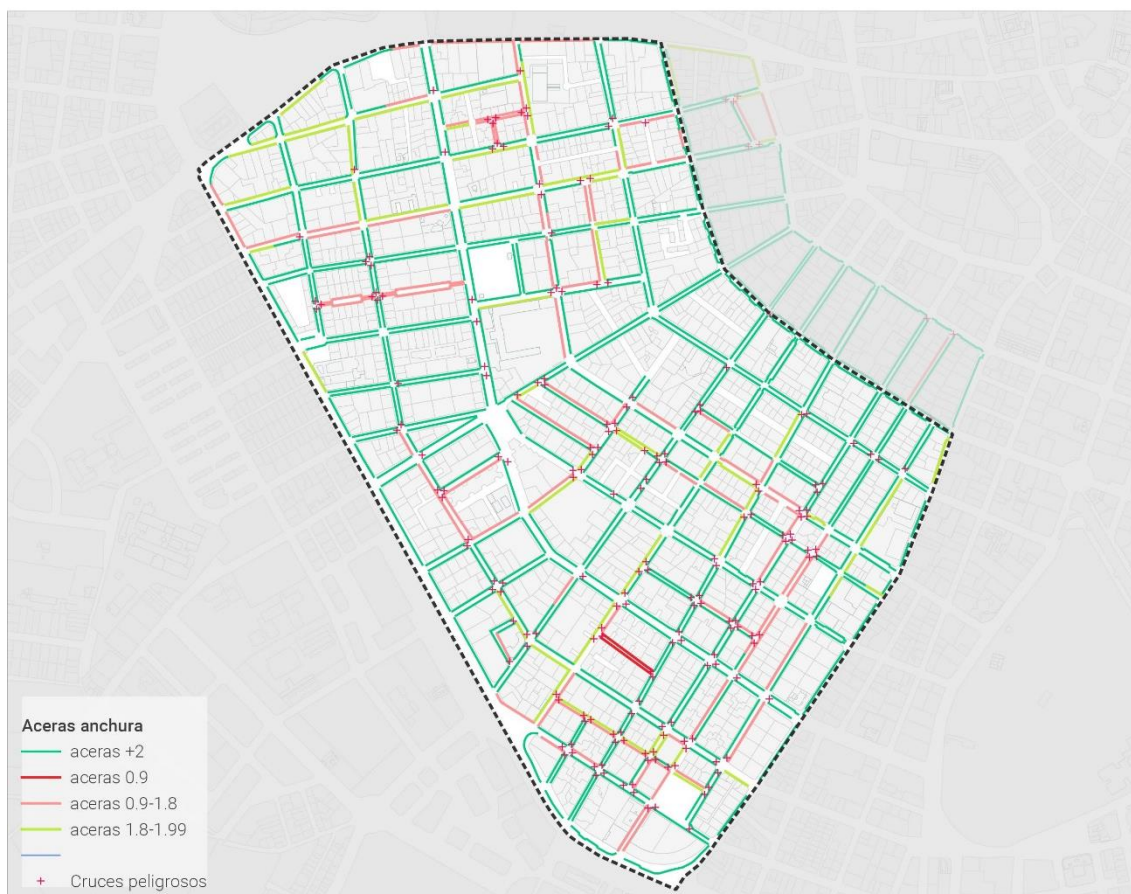 Aceras anchura
aceras +2
aceras 0.9
aceras 0.9-1.8
aceras 1.8-1.99
+ Cruces peligrosos